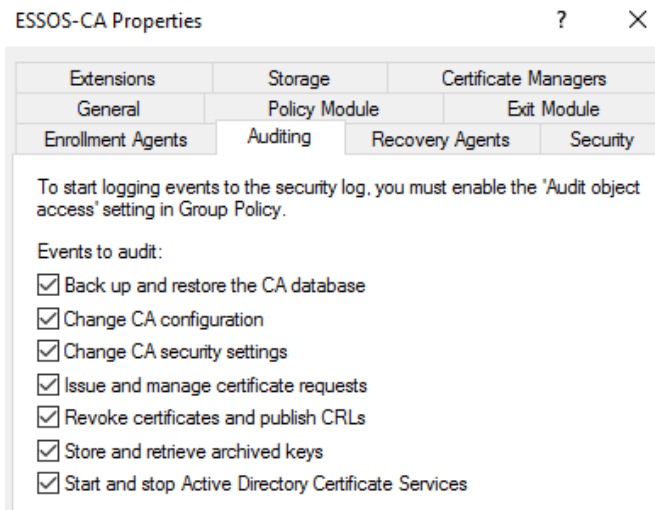 ESSOS-CA Properties ? ×
Extensions Storage Certificate Managers
General Policy Module Exit Module
Enrollment Agents Auditing Recovery Agents Security
To start logging events to the security log, you must enable the 'Audit object
access' setting in Group Policy.
Events to audit:
Back up and restore the CA database
Change CA configuration
Change CA security settings
Issue and manage certificate requests
Revoke certificates and publish CRLs
Store and retrieve archived keys
Start and stop Active Directory Certificate Services